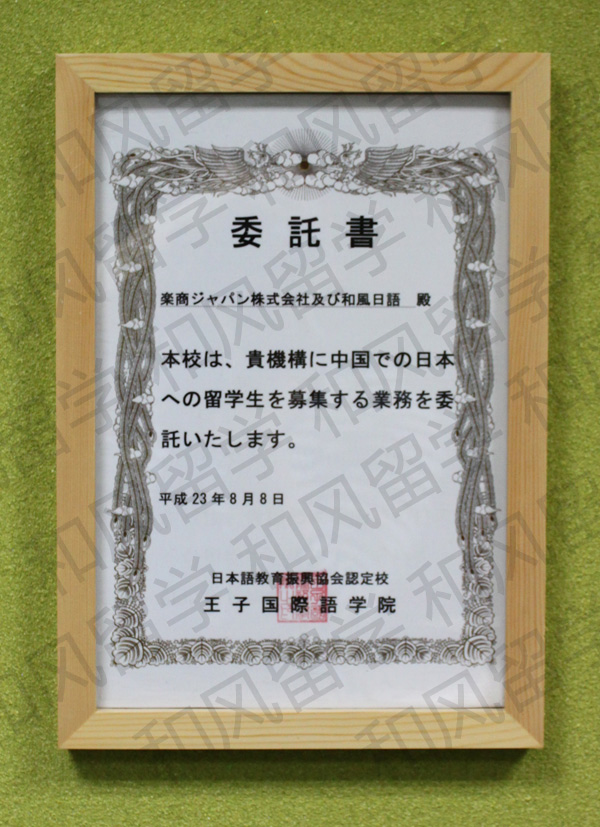 委託書
楽商ジャパン株式会社及び和風日語 殿
本校は、貴機構に中国での日本
への留学生を募集する業務を委
託いたします。
平成23年8月8日
日本語教育振興協会認定校
王子国際語学院
和风留学